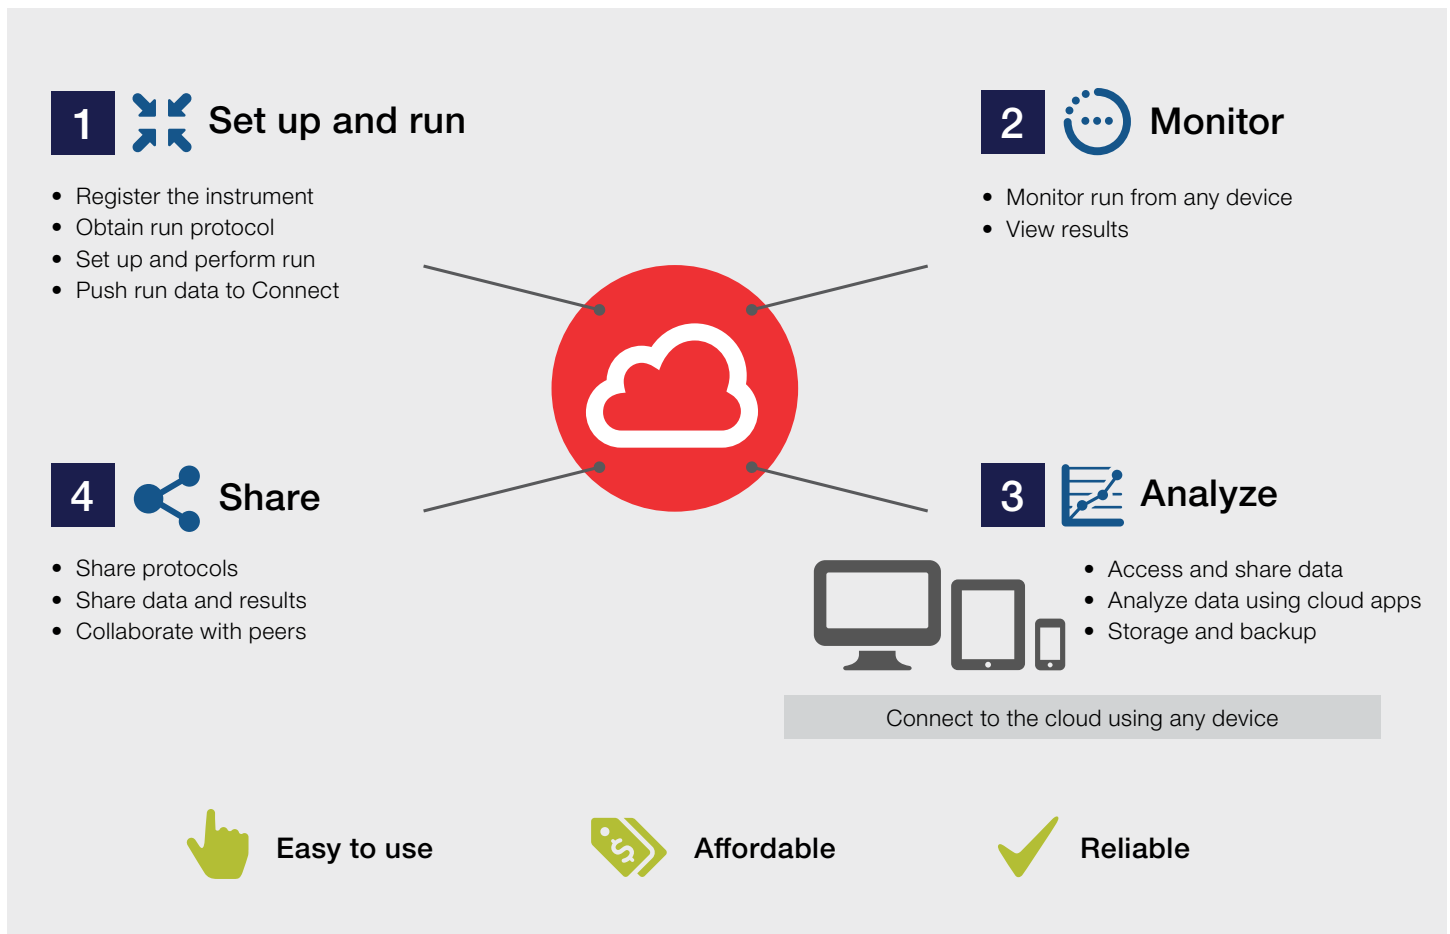 1 Set up and run
• Register the instrument
• Obtain run protocol
• Set up and perform run
• Push run data to Connect
2 Monitor
• Monitor run from any device
• View results
4 Share
• Share protocols
• Share data and results
• Collaborate with peers
3 Analyze
• Access and share data
• Analyze data using cloud apps
• Storage and backup
Connect to the cloud using any device
$ Easy to use
Affordable
Reliable